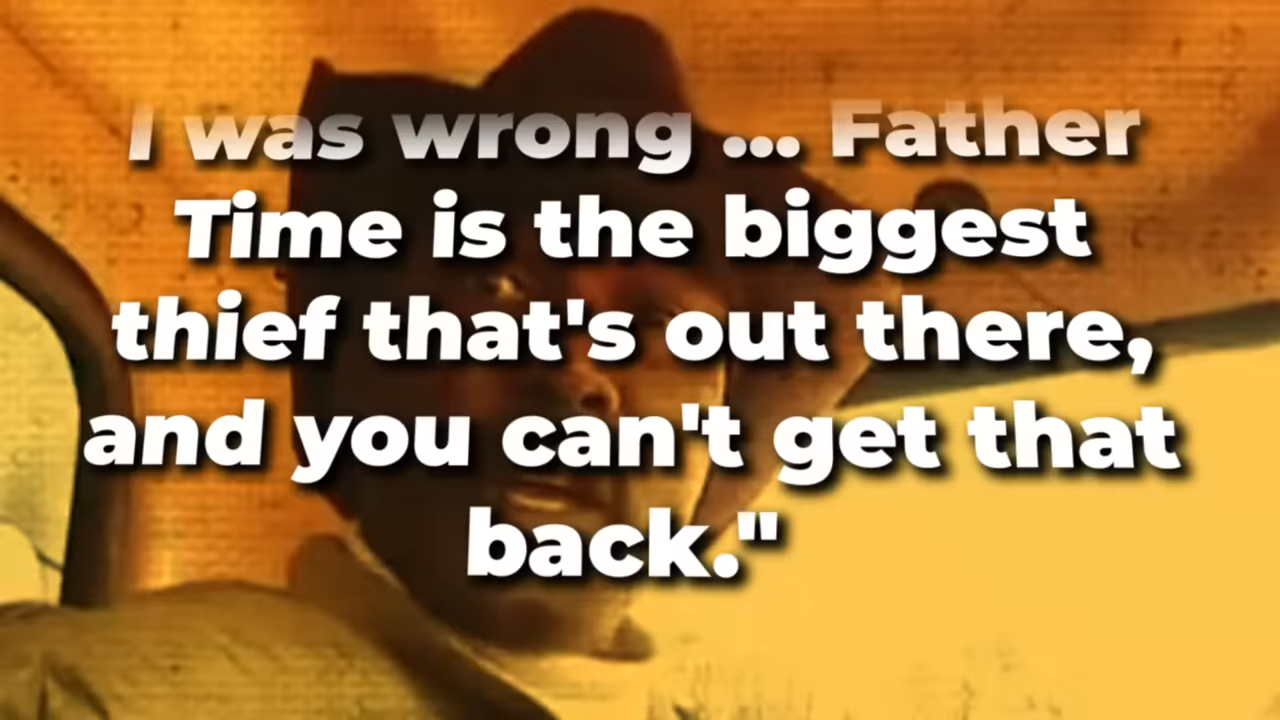 I was wrong ... Father
Time is the biggest
thief that's out there,
and you can't get that
back."